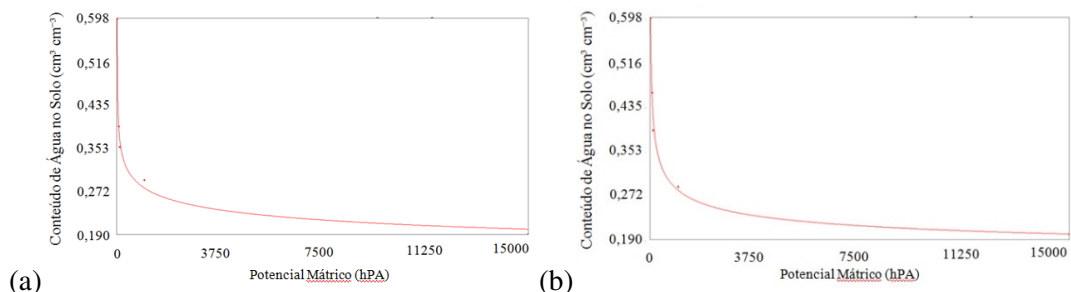 Conteúdo de Água no Solo (cm³ cm⁻³)
0,598
0,516
0,435
0,353
0,272
0,190
0 3750 7500 11250 15000
Potencial Mátrico (hPA)
(a)
Conteúdo de Água no Solo (cm³ cm⁻³)
0,598
0,516
0,435
0,353
0,272
0,190
0 3750 7500 11250 15000
Potencial Mátrico (hPA)
(b)